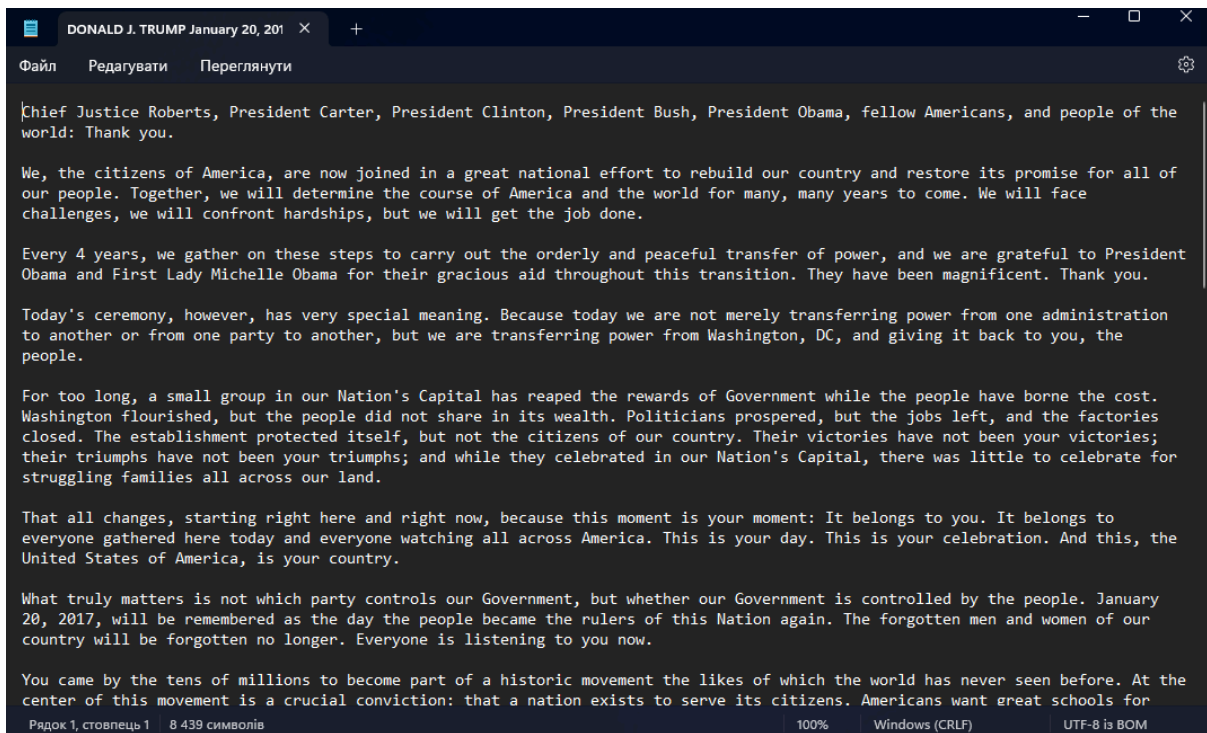 DONALD J. TRUMP January 20, 201
Файл Редагувати Переглянути
Chief Justice Roberts, President Carter, President Clinton, President Bush, President Obama, fellow Americans, and people of the
world: Thank you.
We, the citizens of America, are now joined in a great national effort to rebuild our country and restore its promise for all of
our people. Together, we will determine the course of America and the world for many, many years to come. We will face
challenges, we will confront hardships, but we will get the job done.
Every 4 years, we gather on these steps to carry out the orderly and peaceful transfer of power, and we are grateful to President
Obama and First Lady Michelle Obama for their gracious aid throughout this transition. They have been magnificent. Thank you.
Today's ceremony, however, has very special meaning. Because today we are not merely transferring power from one administration
to another or from one party to another, but we are transferring power from Washington, DC, and giving it back to you, the
people.
For too long, a small group in our Nation's Capital has reaped the rewards of Government while the people have borne the cost.
Washington flourished, but the people did not share in its wealth. Politicians prospered, but the jobs left, and the factories
closed. The establishment protected itself, but not the citizens of our country. Their victories have not been your victories;
their triumphs have not been your triumphs; and while they celebrated in our Nation's Capital, there was little to celebrate for
struggling families all across our land.
That all changes, starting right here and right now, because this moment is your moment: It belongs to you. It belongs to
everyone gathered here today and everyone watching all across America. This is your day. This is your celebration. And this, the
United States of America, is your country.
What truly matters is not which party controls our Government, but whether our Government is controlled by the people. January
20, 2017, will be remembered as the day the people became the rulers of this Nation again. The forgotten men and women of our
country will be forgotten no longer. Everyone is listening to you now.
You came by the tens of millions to become part of a historic movement the likes of which the world has never seen before. At the
center of this movement is a crucial conviction: that a nation exists to serve its citizens. Americans want great schools for
Рядок 1, стовпець 1 8 439 символів 100% Windows (CRLF) UTF-8 із BOM